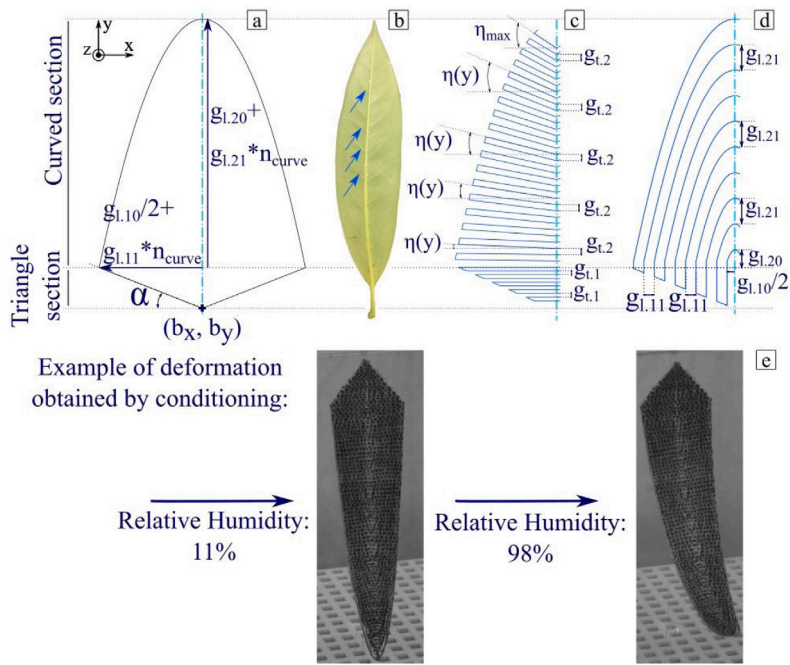 a
b
c
d
y
z
x
Curved section
Triangle
section
g_l.20+
g_l.21*n_curve
g_l.10/2+
g_l.11*n_curve
α
(b_x, b_y)
η_max
η(y)
η(y)
η(y)
η(y)
g_t.2
g_t.2
g_t.2
g_t.2
g_t.2
g_t.1
g_t.1
g_l.21
g_l.21
g_l.21
g_l.20
g_l.10/2
g_l.11
g_l.11
e
Example of deformation
obtained by conditioning:
Relative Humidity:
11%
Relative Humidity:
98%